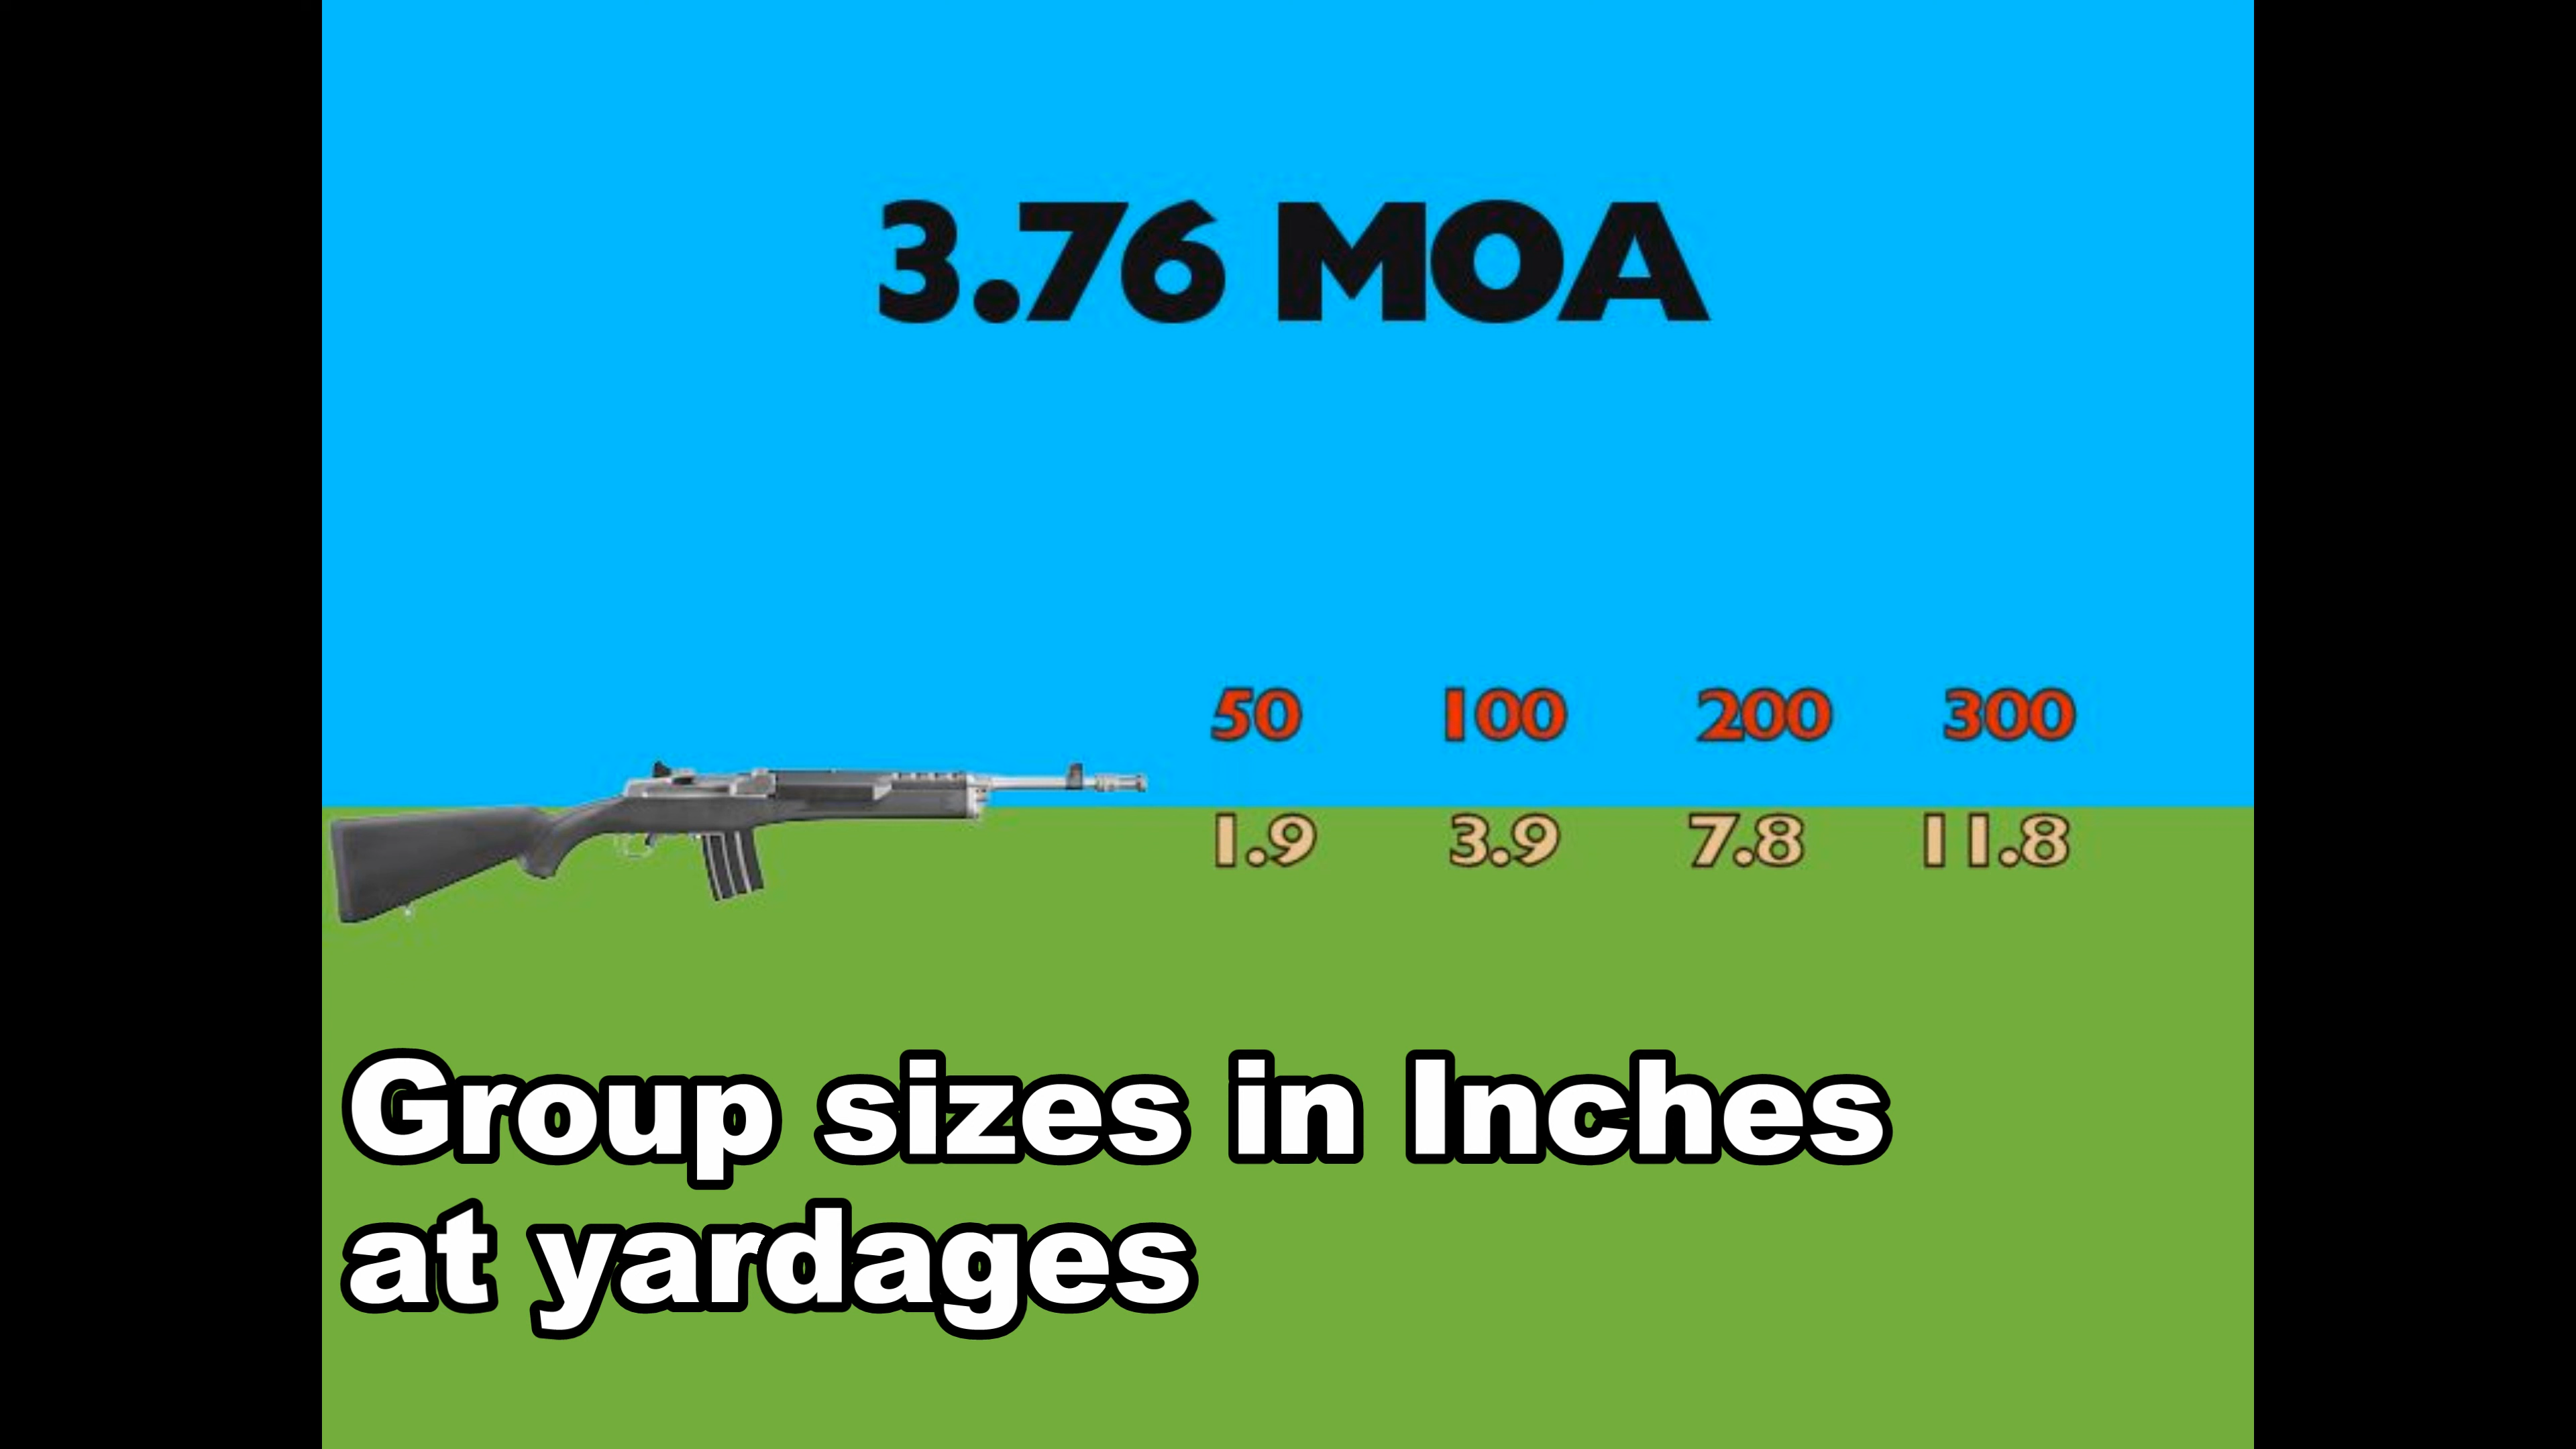 3.76 MOA
50 100 200 300
1.9 3.9 7.8 11.8
Group sizes in Inches
at yardages